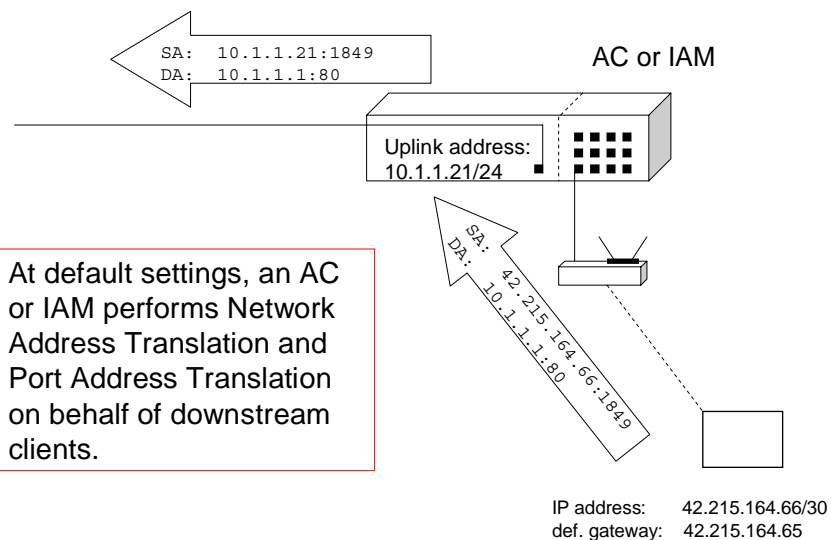 SA: 10.1.1.21:1849
DA: 10.1.1.1:80
AC or IAM
Uplink address:
10.1.1.21/24
SA: 42.215.164.66:1849
DA: 10.1.1.1:80
At default settings, an AC
or IAM performs Network
Address Translation and
Port Address Translation
on behalf of downstream
clients.
IP address: 42.215.164.66/30
def. gateway: 42.215.164.65